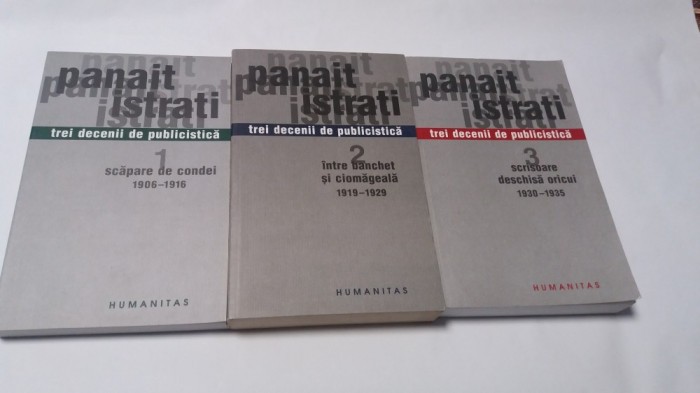 panait
istrati
trei decenii de publicistică
1
scăpare de condei
1906–1916
HUMANITAS
panait
istrati
trei decenii de publicistică
2
între banchet
și ciomăgeală
1919–1929
HUMANITAS
panait
istrati
trei decenii de publicistică
3
scrisoare
deschisă oricui
1930–1935
HUMANITAS